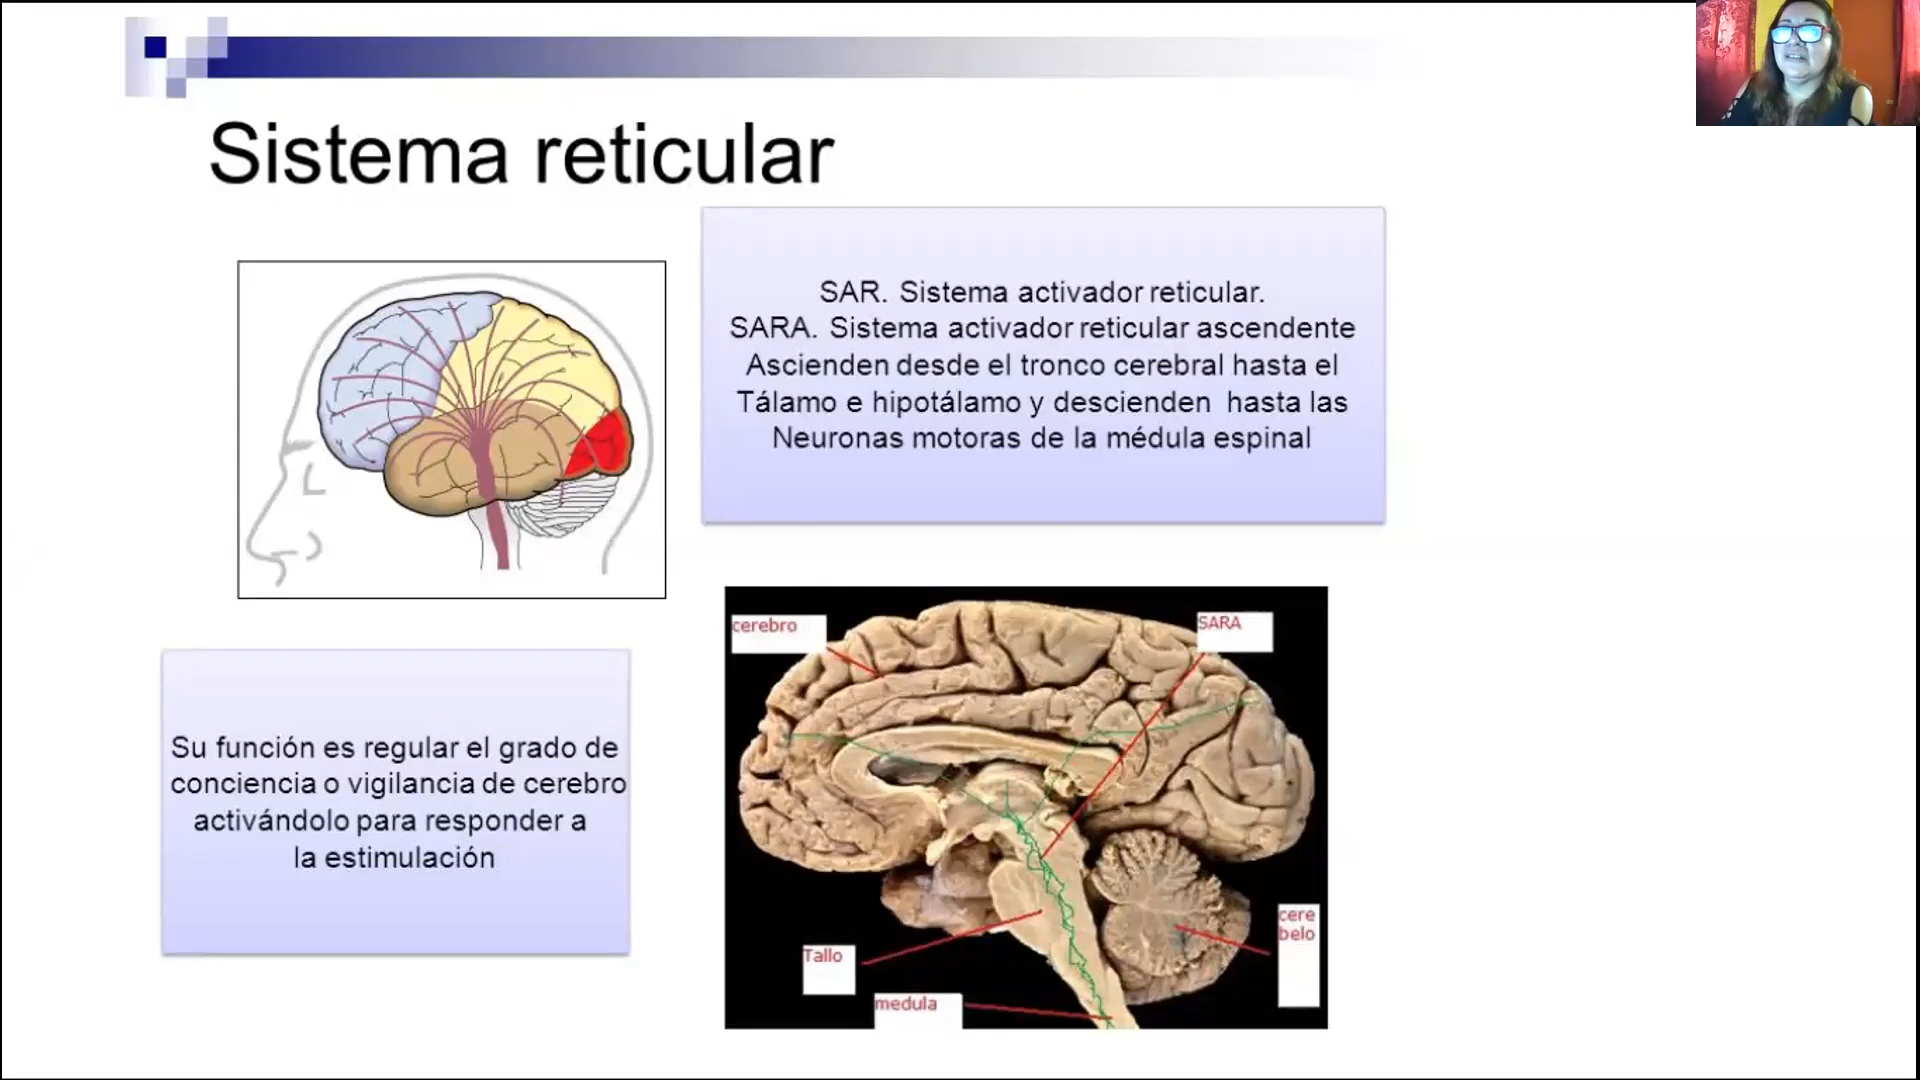 Sistema reticular
SAR. Sistema activador reticular.
SARA. Sistema activador reticular ascendente
Ascienden desde el tronco cerebral hasta el
Tálamo e hipotálamo y descienden hasta las
Neuronas motoras de la médula espinal
Su función es regular el grado de
conciencia o vigilancia de cerebro
activándolo para responder a
la estimulación
cerebro
SARA
Tallo
medula
cere
belo